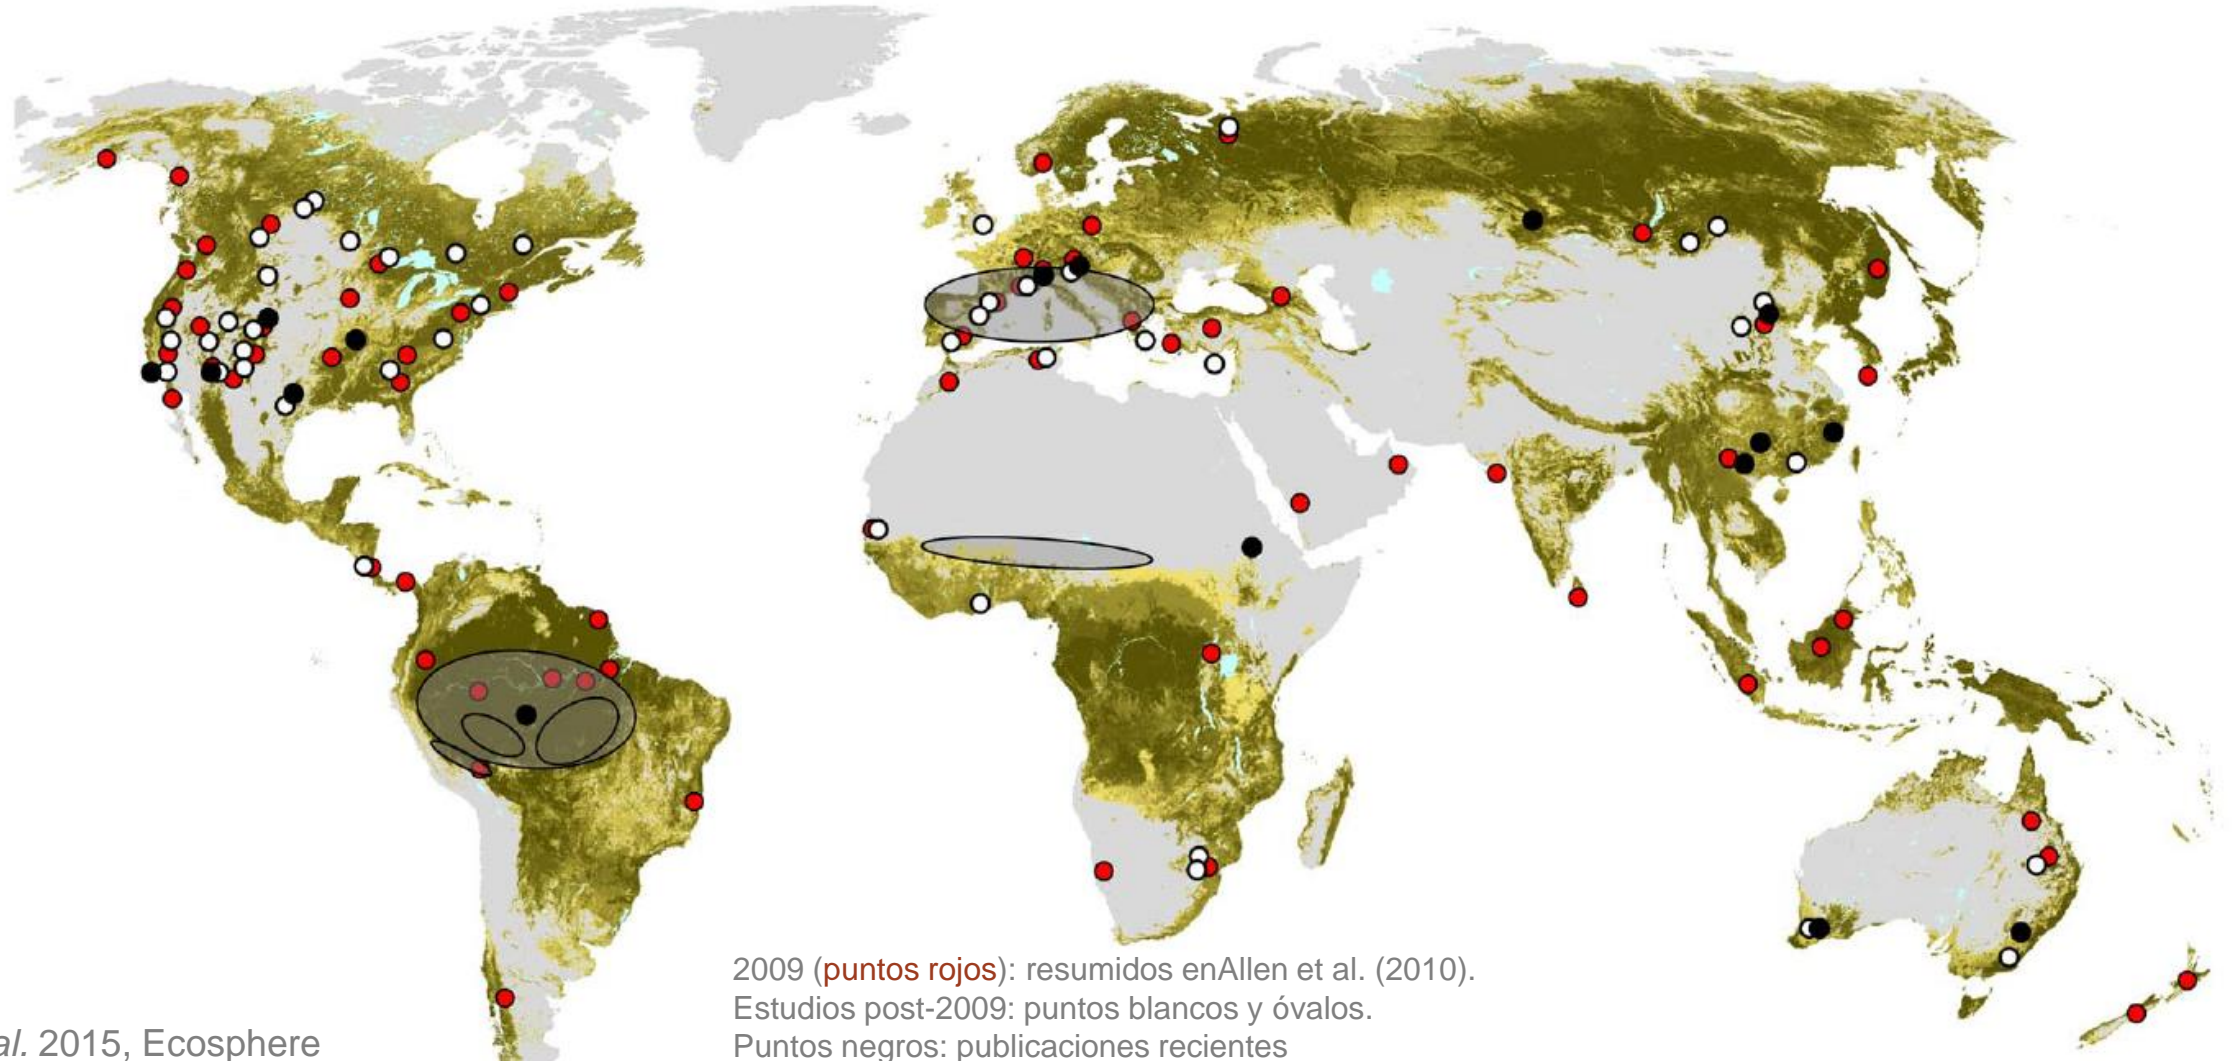 2009 (puntos rojos): resumidos enAllen et al. (2010).
Estudios post-2009: puntos blancos y óvalos.
Puntos negros: publicaciones recientes
al. 2015, Ecosphere